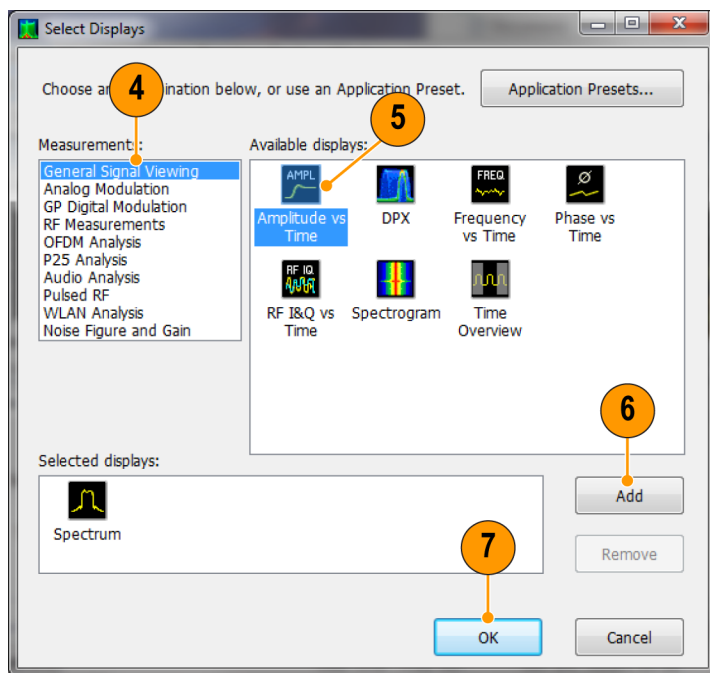 Select Displays
Choose an ination below, or use an Application Preset.
Application Presets...
4
5
Measurements:
Available displays:
General Signal Viewing
Analog Modulation
GP Digital Modulation
RF Measurements
OFDM Analysis
P25 Analysis
Audio Analysis
Pulsed RF
WLAN Analysis
Noise Figure and Gain
AMPL
Amplitude vs
Time
DPX
FREQ
Frequency
vs Time
Ø
Phase vs
Time
RF IQ
RF I&Q vs
Time
Spectrogram
Time
Overview
6
Selected displays:
Spectrum
Add
7
Remove
OK
Cancel